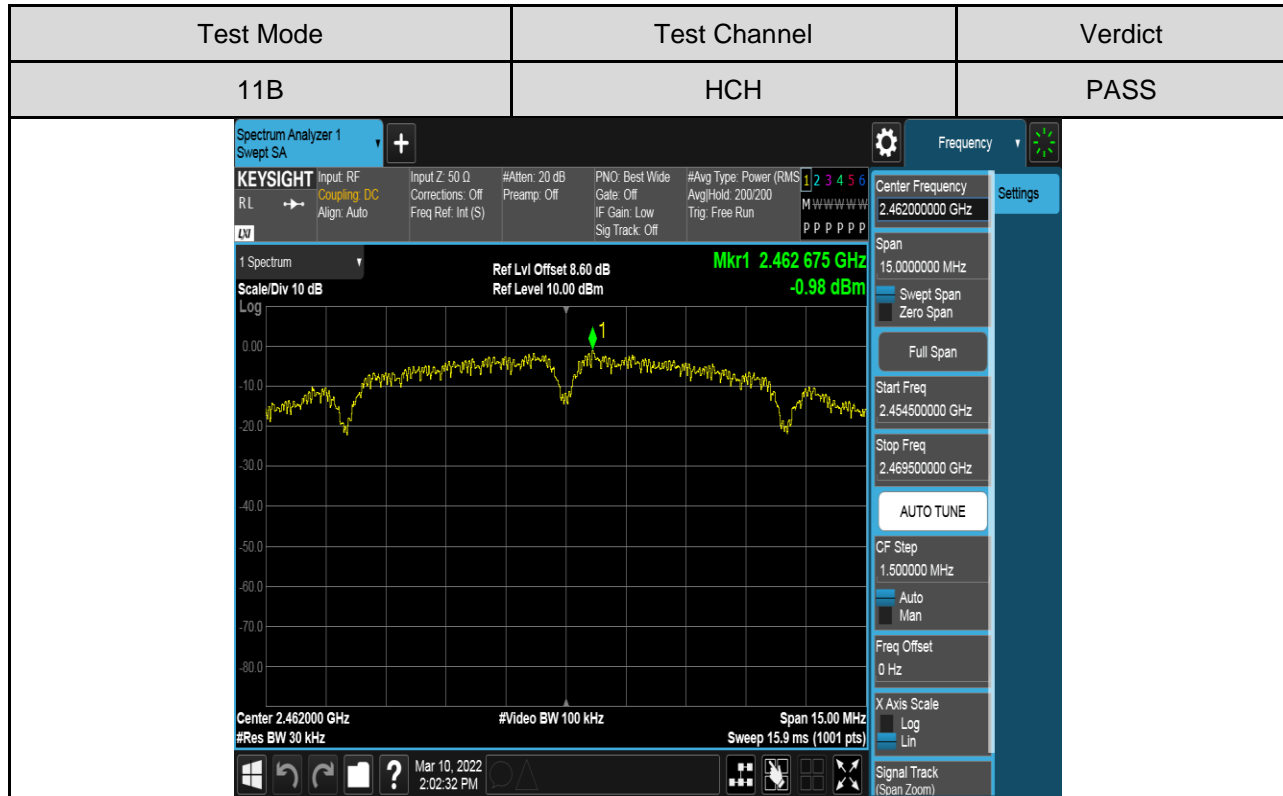 Test Mode Test Channel Verdict
11B HCH PASS
Spectrum Analyzer 1
Swept SA
Frequency
KEYSIGHT
RL
LXI
Input: RF
Coupling: DC
Align: Auto
Input Z: 50 Ω
Corrections: Off
Freq Ref: Int (S)
#Atten: 20 dB
Preamp: Off
PNO: Best Wide
Gate: Off
IF Gain: Low
Sig Track: Off
#Avg Type: Power (RMS
Avg|Hold: 200/200
Trig: Free Run
1 2 3 4 5 6
M W W W W W
P P P P P P
Center Frequency
2.462000000 GHz
Settings
Span
15.0000000 MHz
Swept Span
Zero Span
Full Span
Start Freq
2.454500000 GHz
Stop Freq
2.469500000 GHz
AUTO TUNE
CF Step
1.500000 MHz
Auto
Man
Freq Offset
0 Hz
X Axis Scale
Log
Lin
Signal Track
(Span Zoom)
1 Spectrum
Scale/Div 10 dB
Ref Lvl Offset 8.60 dB
Ref Level 10.00 dBm
Mkr1 2.462 675 GHz
-0.98 dBm
Log
1
0.00
-10.0
-20.0
-30.0
-40.0
-50.0
-60.0
-70.0
-80.0
Center 2.46200 GHz
#Res BW 30 kHz
#Video BW 100 kHz
Span 15.00 MHz
Sweep 15.9 ms (1001 pts)
?
Mar 10, 2022
2:02:32 PM